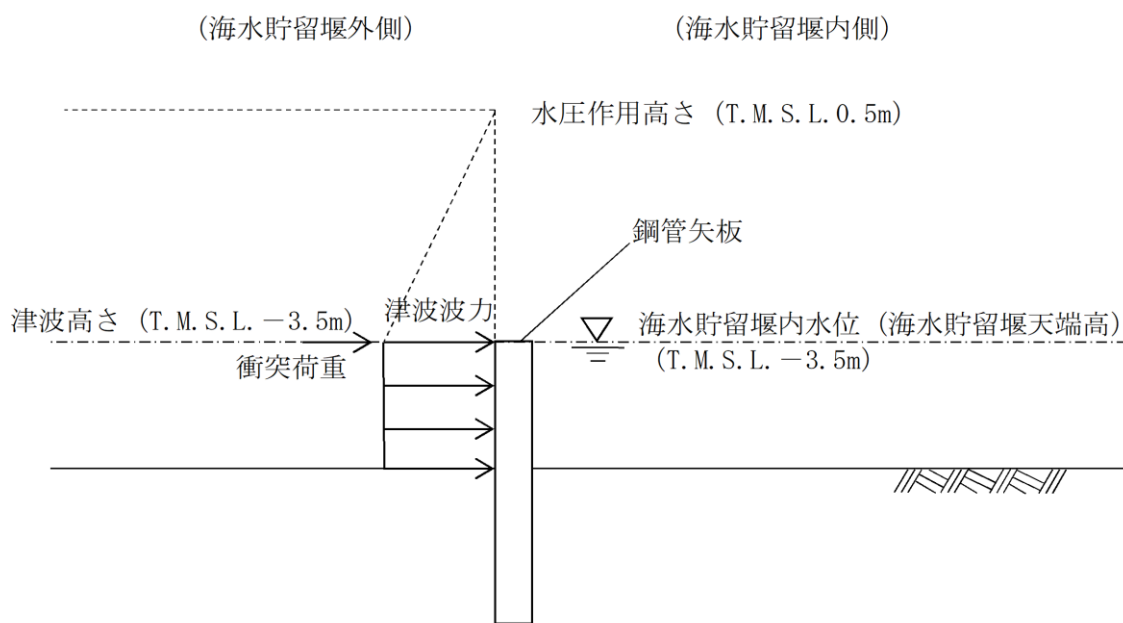 (海水貯留堰外側)
(海水貯留堰内側)
水圧作用高さ (T.M.S.L.0.5m)
鋼管矢板
津波波力
津波高さ (T.M.S.L.－3.5m)
海水貯留堰内水位 (海水貯留堰天端高)
(T.M.S.L.－3.5m)
衝突荷重